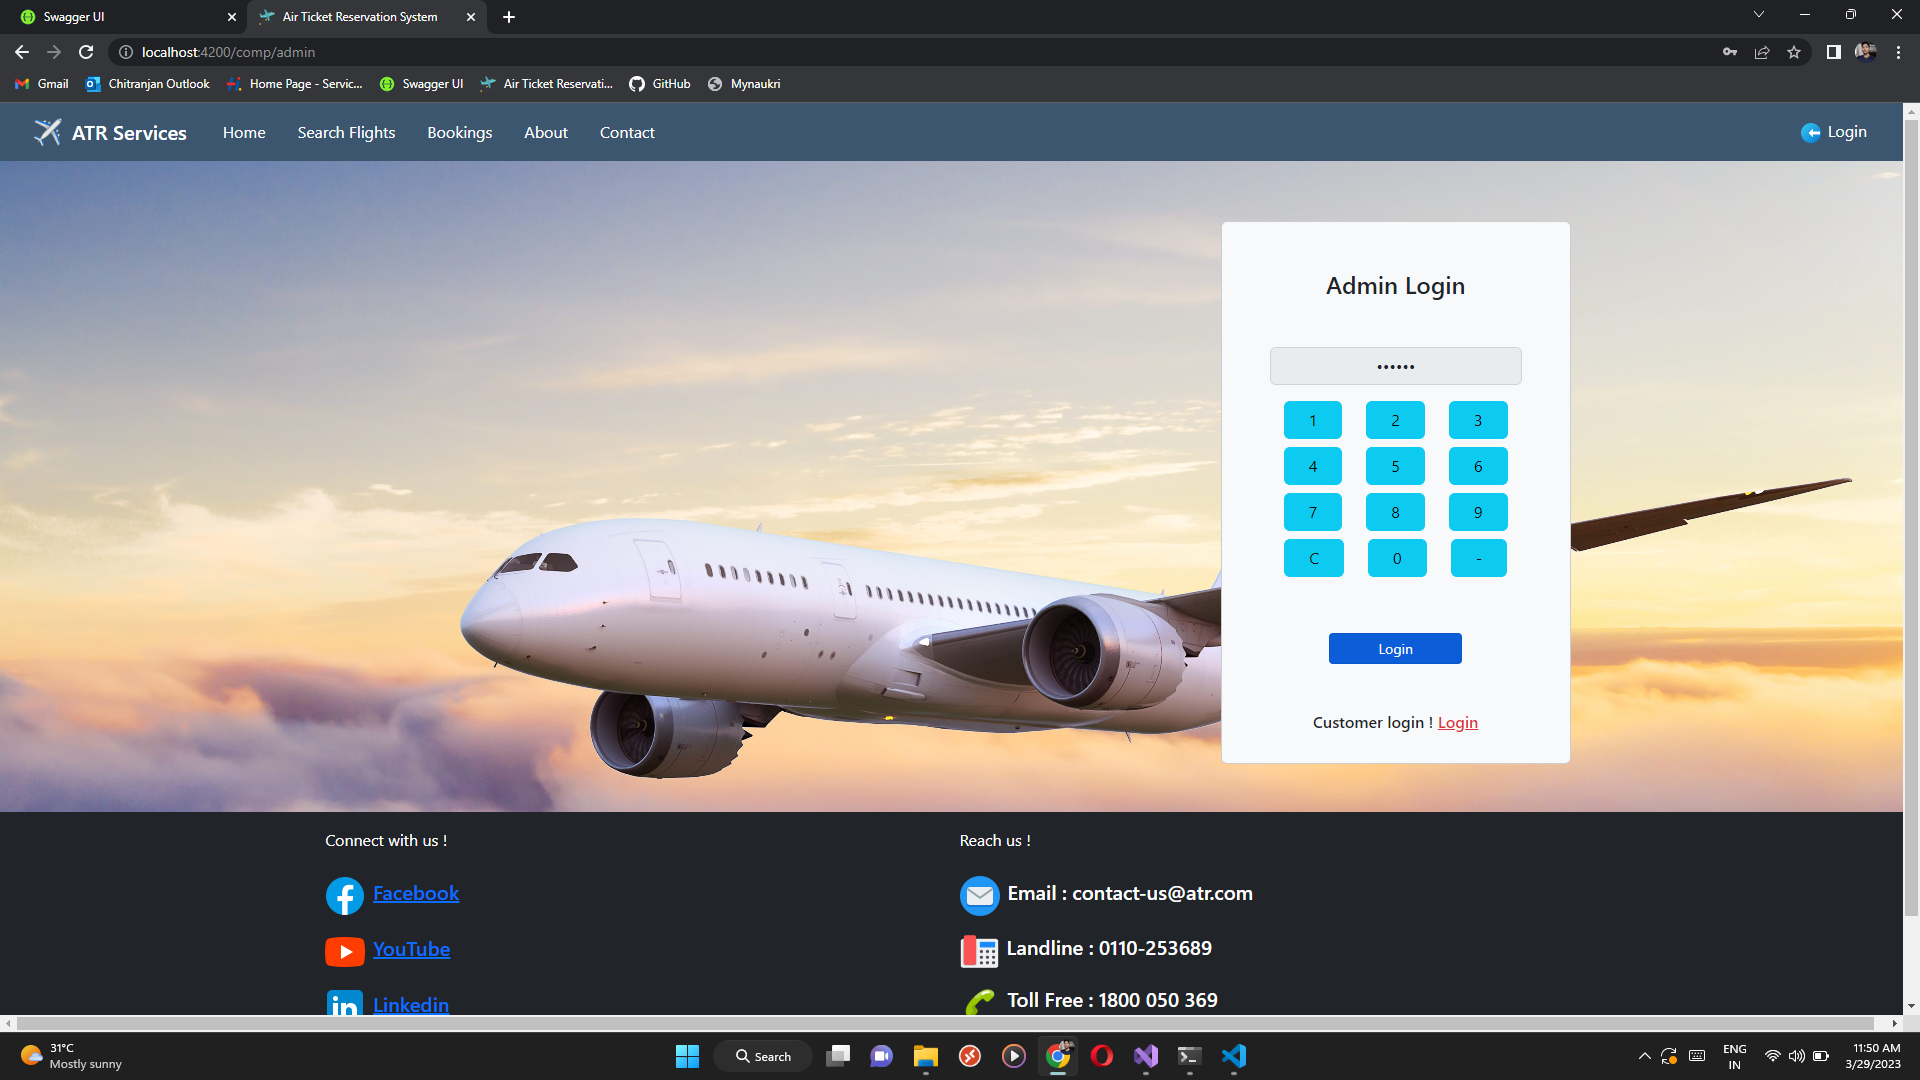 Swagger UI
Air Ticket Reservation System
localhost:4200/comp/admin
Gmail
Chitranjan Outlook
Home Page - Servic...
Swagger UI
Air Ticket Reservati...
GitHub
Mynaukri
ATR Services
Home
Search Flights
Bookings
About
Contact
Login
Admin Login
••••••
1 2 3
4 5 6
7 8 9
C 0 -
Login
Customer login ! Login
Connect with us !
Facebook
YouTube
Linkedin
Reach us !
Email : contact-us@atr.com
Landline : 0110-253689
Toll Free : 1800 050 369
31°C
Mostly sunny
Search
ENG
IN
11:50 AM
3/29/2023